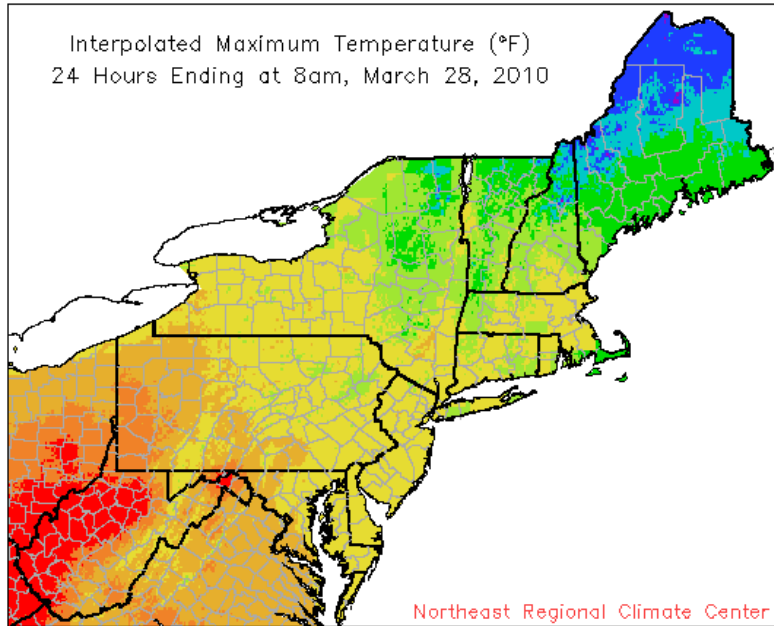 Interpolated Maximum Temperature (°F)
24 Hours Ending at 8am, March 28, 2010
Northeast Regional Climate Center